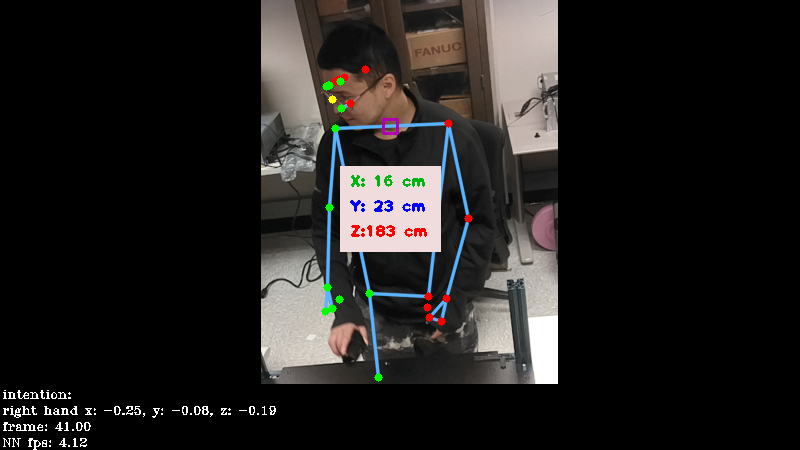 FANUC
X: 16 cm
Y: 23 cm
Z:183 cm
intention:
right hand x: -0.25, y: -0.08, z: -0.19
frame: 41.00
NN fps: 4.12